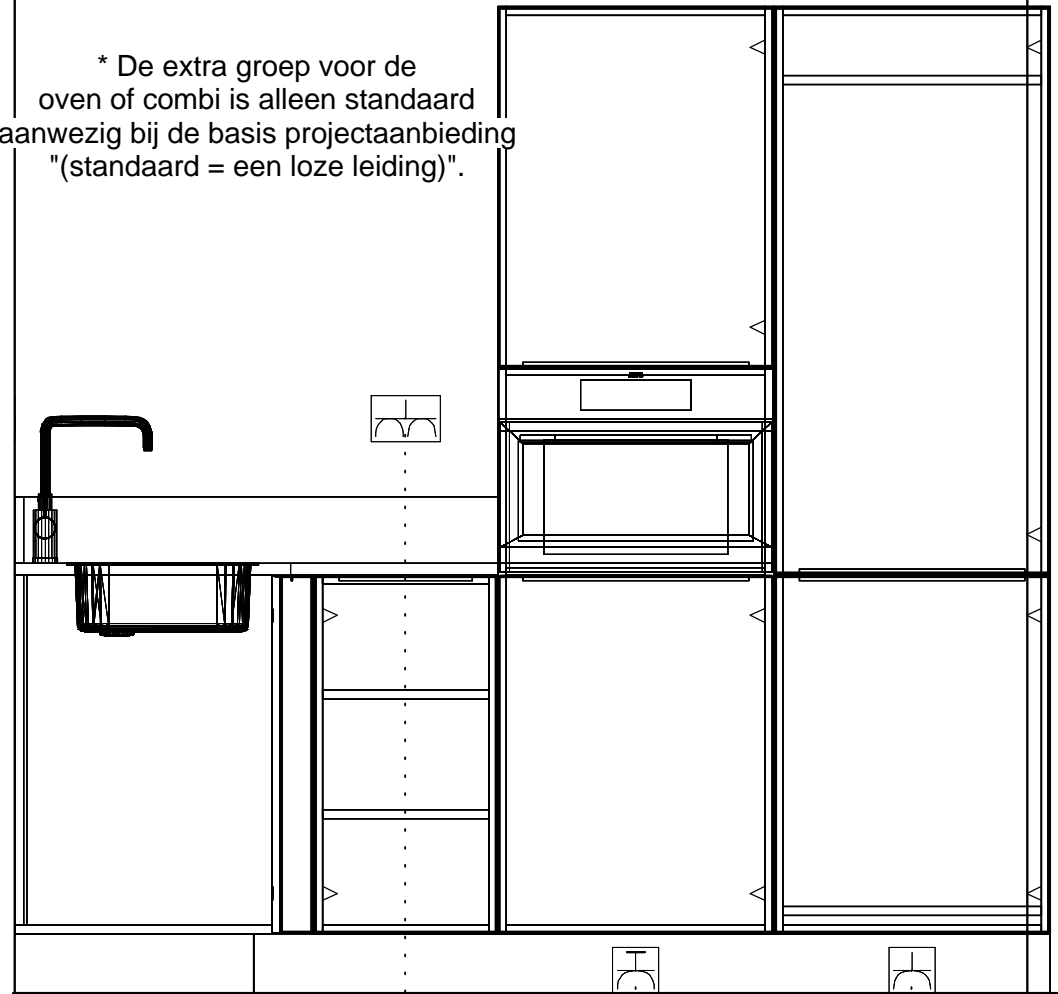 * De extra groep voor de
oven of combi is alleen standaard
aanwezig bij de basis projectaanbieding
"(standaard = een loze leiding)".